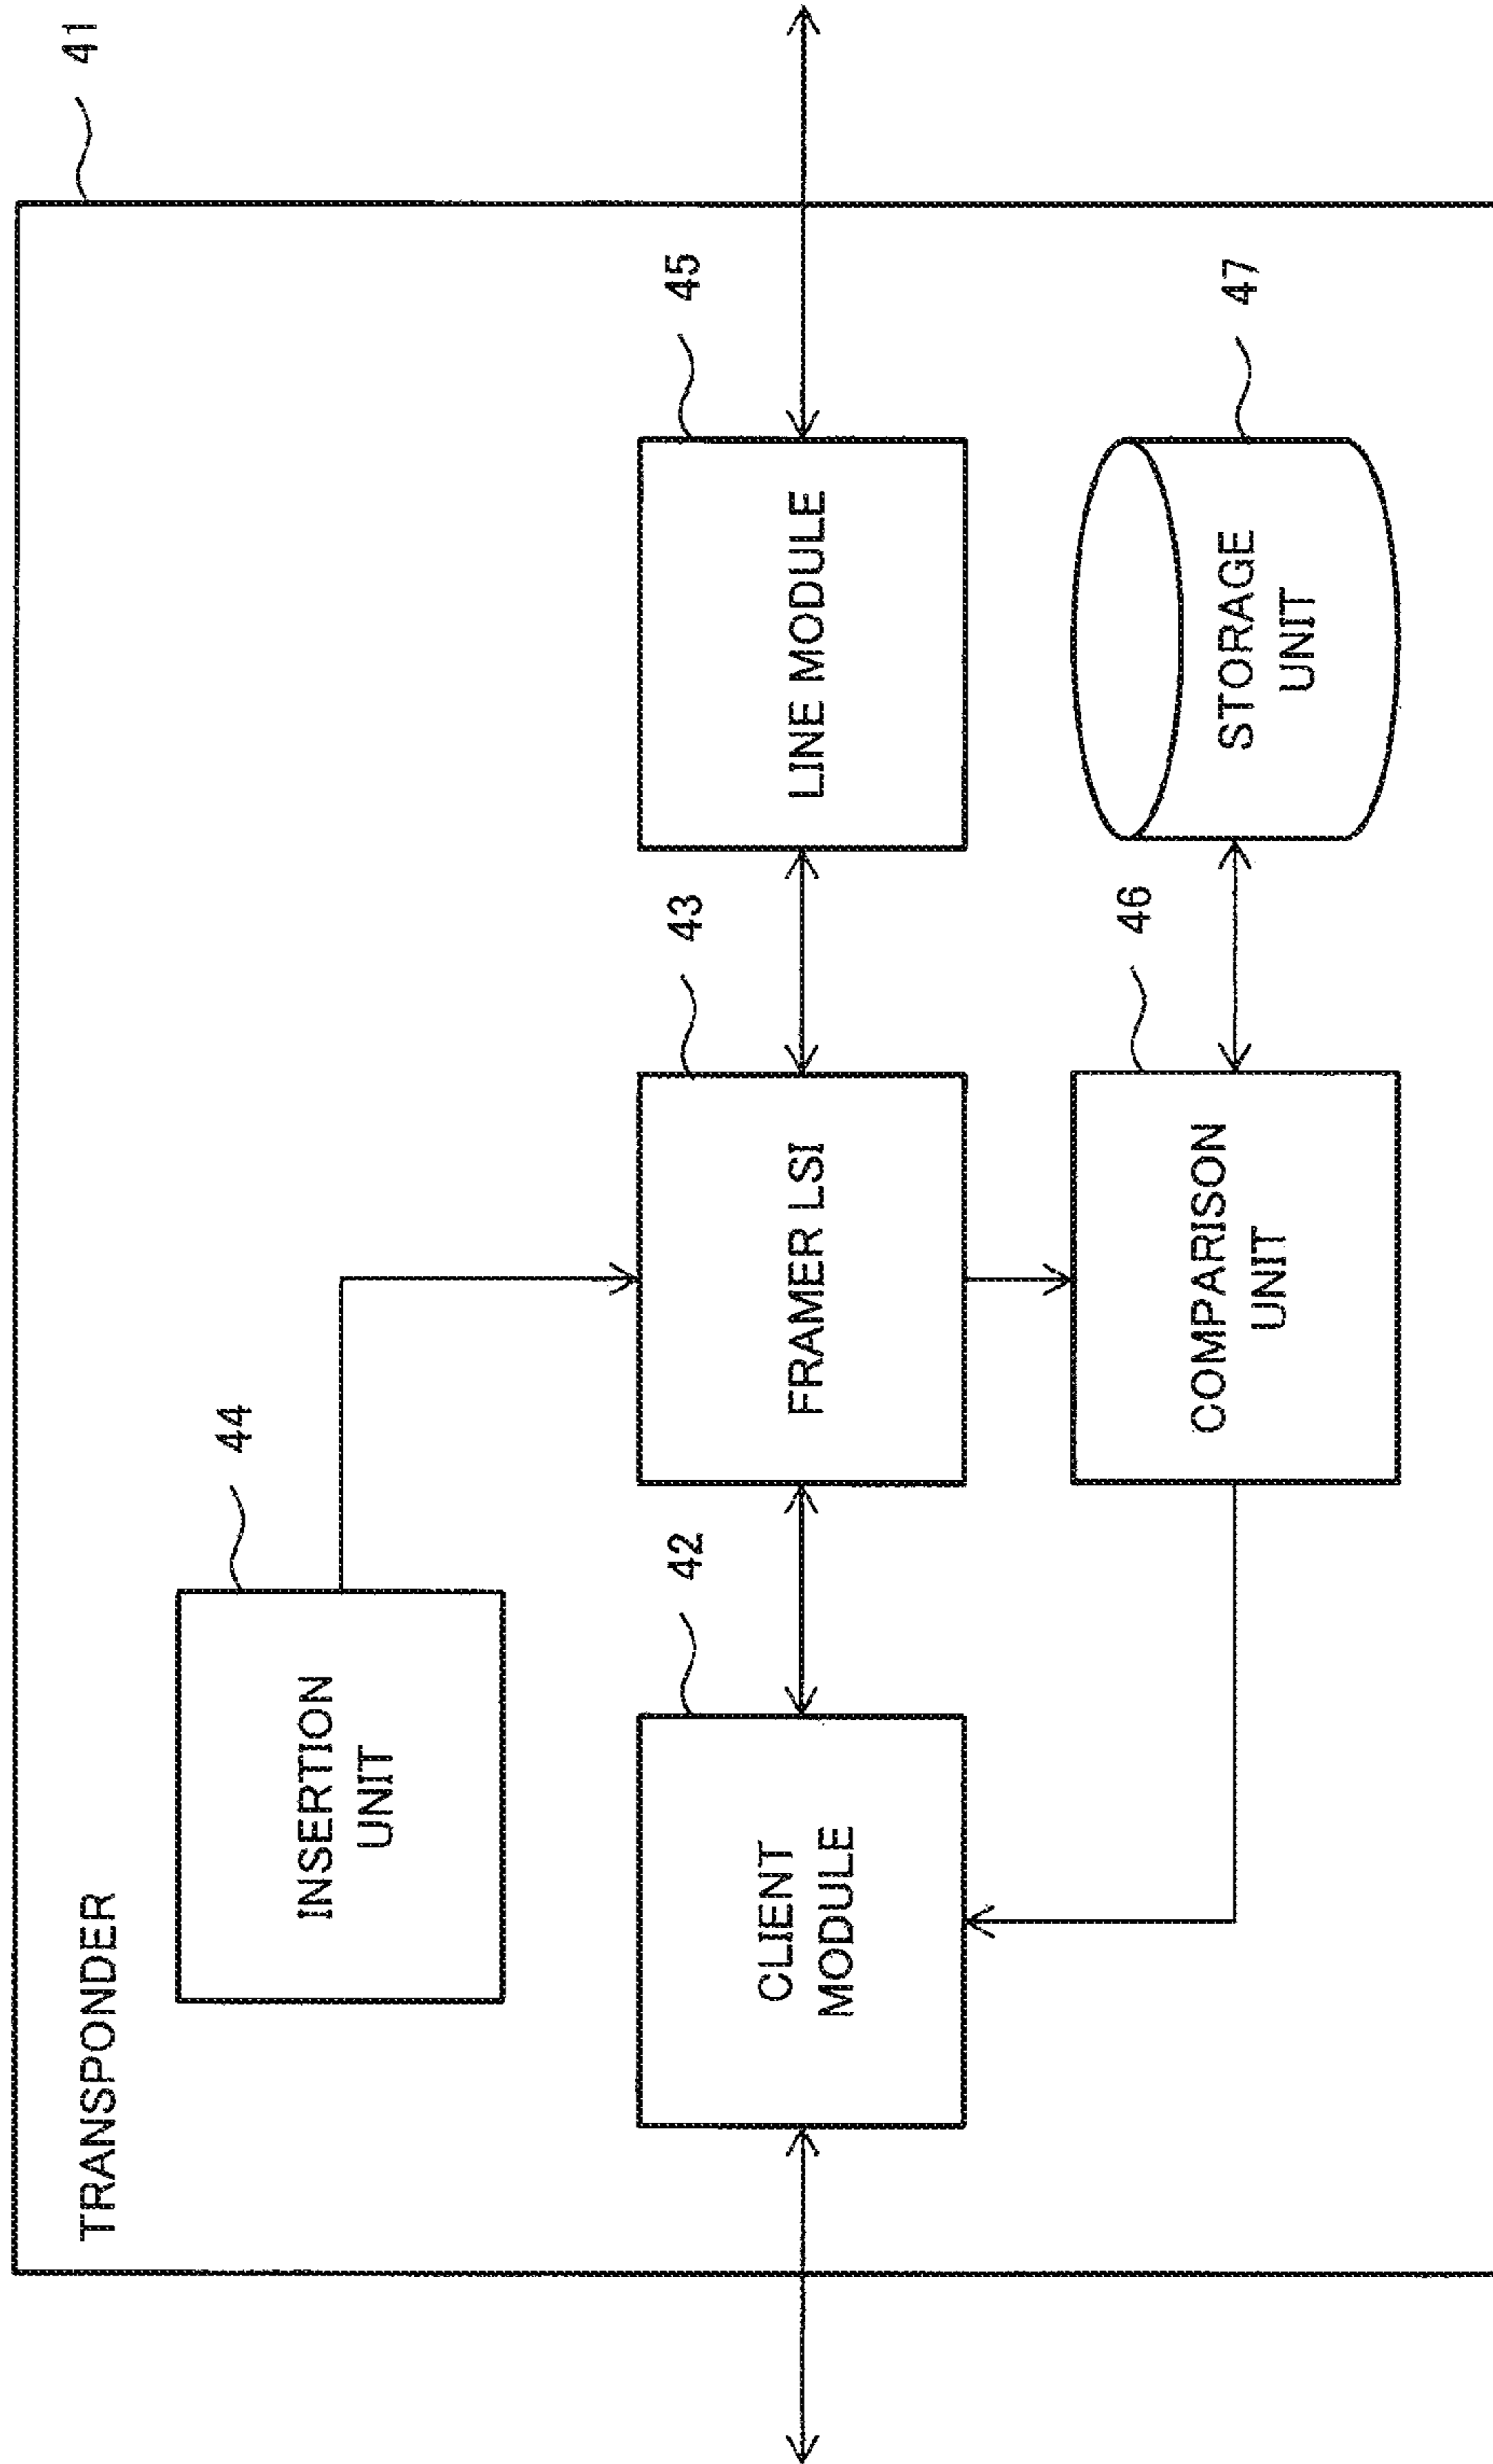 41
TRANSPONDER
44
INSERTION
UNIT
42
CLIENT
MODULE
43
FRAMER LSI
45
LINE MODULE
46
COMPARISON
UNIT
47
STORAGE
UNIT